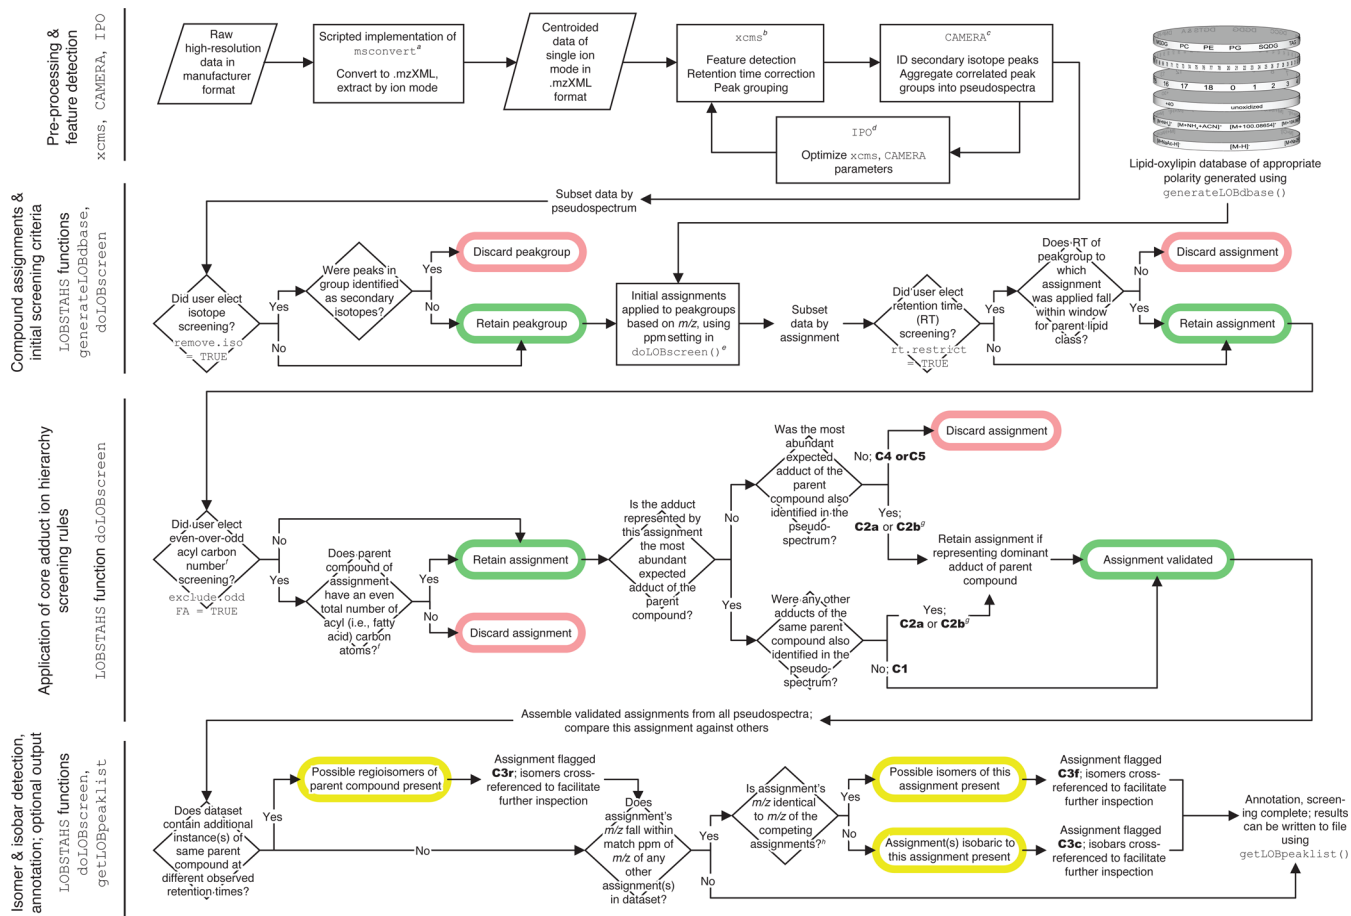 Pre-processing &
feature detection
xcms, CAMERA, IPO
Raw
high-resolution
data in
manufacturer
format
Scripted implementation of
msconvert^a
Convert to .mzXML,
extract by ion mode
Centroided
data of
single ion
mode in
.mzXML
format
xcms^b
Feature detection
Retention time correction
Peak grouping
CAMERA^c
ID secondary isotope peaks
Aggregate correlated peak
groups into pseudospectra
IPO^d
Optimize xcms, CAMERA
parameters
SQDG PC PE PG SQDG TAG
16 17 18 0 1 2 3
+4O unoxidized
[M+NH4+ACN]+ [M+100.08654]+
[M-H]-
Lipid-oxylipin database of appropriate
polarity generated using
generateLOBdbase()
Compound assignments &
initial screening criteria
LOBSTAHS functions
generateLOBdbase,
doLOBscreen
Subset data by
pseudospectrum
Did user elect
isotope
screening?
remove.iso
= TRUE
Yes
No
Were peaks in
group identified
as secondary
isotopes?
Yes
No
Discard peakgroup
Retain peakgroup
Initial assignments
applied to peakgroups
based on m/z, using
ppm setting in
doLOBscreen()^e
Subset
data by
assignment
Did user elect
retention time
(RT)
screening?
rt.restrict
= TRUE
Yes
No
Does RT of
peakgroup to
which
assignment
was applied fall
within window
for parent lipid
class?
No
Yes
Discard assignment
Retain assignment
Application of core adduct ion hierarchy
screening rules
LOBSTAHS function doLOBscreen
Did user elect
even-over-odd
acyl carbon
number^f
screening?
exclude.odd
FA = TRUE
No
Yes
Does parent
compound of
assignment
have an even
total number of
acyl (i.e., fatty
acid) carbon
atoms?^f
Yes
No
Retain assignment
Discard assignment
Is the adduct
represented by
this assignment
the most
abundant
expected
adduct of the
parent
compound?
No
Yes
Was the most
abundant
expected
adduct of the
parent
compound also
identified in the
pseudo-
spectrum?
No; C4 orC5
Discard assignment
Yes;
C2a or C2b^g
Were any other
adducts of the
same parent
compound also
identified in the
pseudo-
spectrum?
Yes;
C2a or C2b^g
No; C1
Retain assignment if
representing dominant
adduct of parent
compound
Assignment validated
Assemble validated assignments from all pseudospectra;
compare this assignment against others
Isomer & isobar detection,
annotation; optional output
LOBSTAHS functions
doLOBscreen,
getLOBpeaklist
Does dataset
contain additional
instance(s) of
same parent
compound at
different observed
retention times?
Yes
No
Possible regioisomers of
parent compound present
Assignment flagged
C3r; isomers cross-
referenced to facilitate
further inspection
Does
assignment's
m/z fall within
match ppm of
m/z of any
other
assignment(s)
in dataset?
Yes
No
Is assignment's
m/z identical
to m/z of the
competing
assignments?^h
Yes
No
Possible isomers of this
assignment present
Assignment(s) isobaric to
this assignment present
Assignment flagged
C3f; isomers cross-
referenced to facilitate
further inspection
Assignment flagged
C3c; isobars cross-
referenced to facilitate
further inspection
Annotation, screen-
ing complete; results
can be written to file
using
getLOBpeaklist()